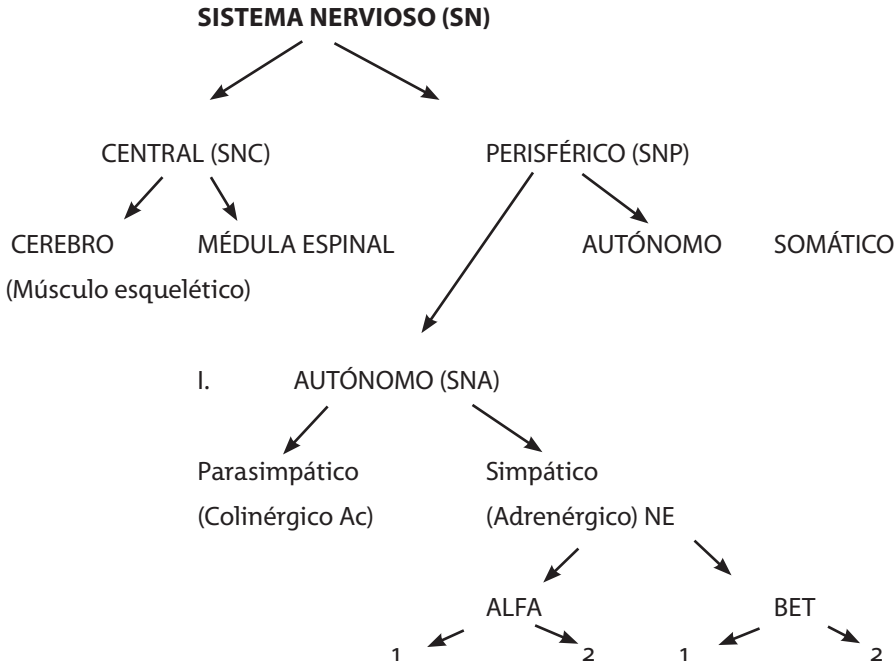 SISTEMA NERVIOSO (SN)
CENTRAL (SNC) PERISFÉRICO (SNP)
CEREBRO MÉDULA ESPINAL AUTÓNOMO SOMÁTICO
(Músculo esquelético)
I. AUTÓNOMO (SNA)
Parasimpático Simpático
(Colinérgico Ac) (Adrenérgico) NE
ALFA BET
1 2 1 2